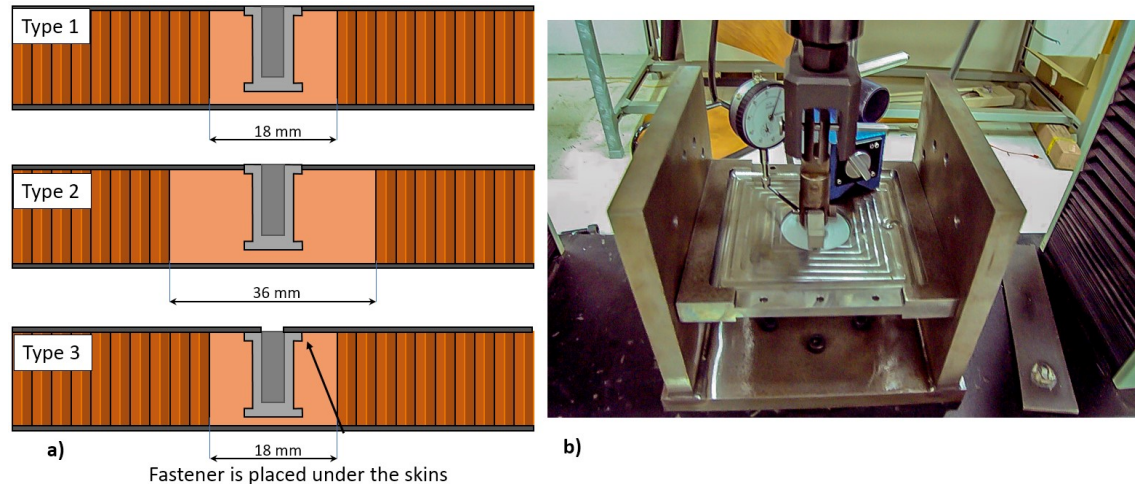 Type 1
18 mm
Type 2
36 mm
Type 3
18 mm
a)
Fastener is placed under the skins
b)